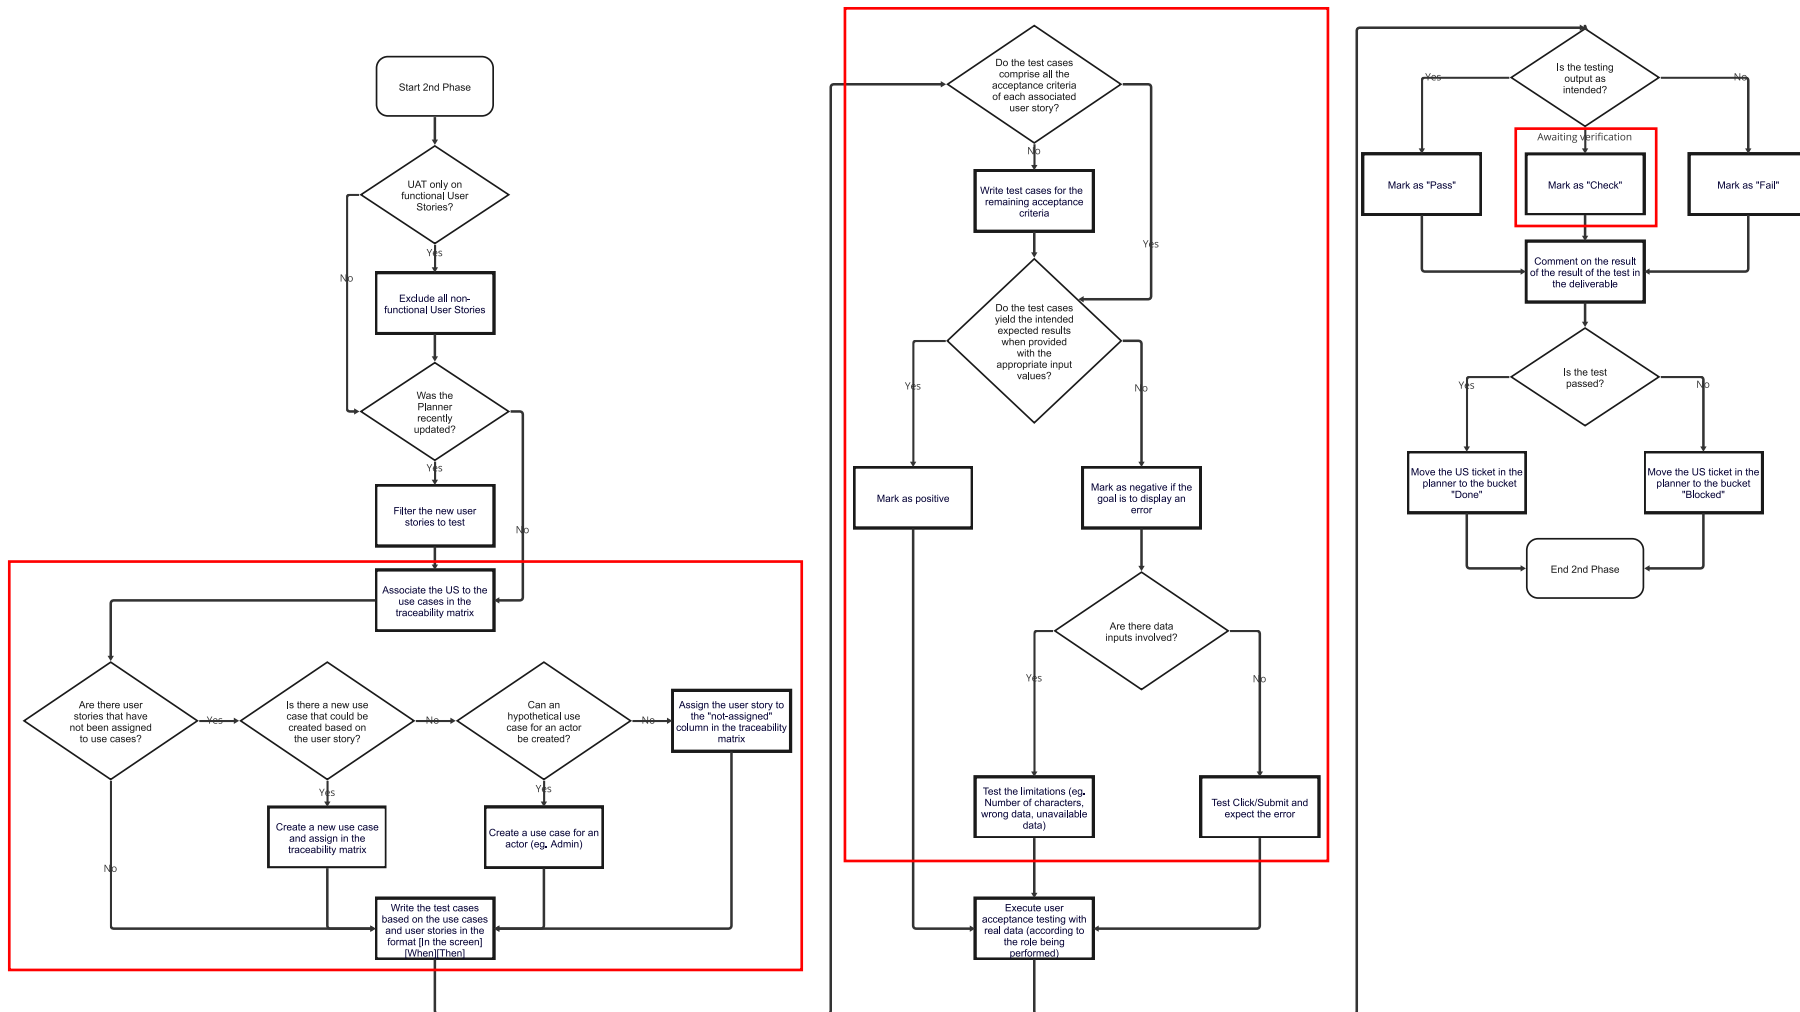 Start 2nd Phase
UAT only on
functional User
Stories?
Yes
No
Exclude all non-
functional User Stories
Was the
Planner
recently
updated?
Yes
No
Filter the new user
stories to test
Associate the US to the
use cases in the
traceability matrix
Are there user
stories that have
not been assigned
to use cases?
Yes
No
Is there a new use
case that could be
created based on
the user story?
No
Yes
Can an
hypothetical use
case for an actor
be created?
No
Yes
Assign the user story to
the "not-assigned"
column in the traceability
matrix
Create a new use case
and assign in the
traceability matrix
Create a use case for an
actor (eg. Admin)
Write the test cases
based on the use cases
and user stories in the
format [In the screen]
[When][Then]
Do the test cases
comprise all the
acceptance criteria
of each associated
user story?
No
Yes
Write test cases for the
remaining acceptance
criteria
Do the test cases
yield the intended
expected results
when provided
with the
appropriate input
values?
Yes
No
Mark as positive
Mark as negative if the
goal is to display an
error
Are there data
inputs involved?
Yes
No
Test the limitations (eg.
Number of characters,
wrong data, unavailable
data)
Test Click/Submit and
expect the error
Execute user
acceptance testing with
real data (according to
the role being
performed)
Is the testing
output as
intended?
Yes
No
Awaiting verification
Mark as "Pass"
Mark as "Check"
Mark as "Fail"
Comment on the result
of the result of the test in
the deliverable
Is the test
passed?
Yes
No
Move the US ticket in the
planner to the bucket
"Done"
Move the US ticket in the
planner to the bucket
"Blocked"
End 2nd Phase